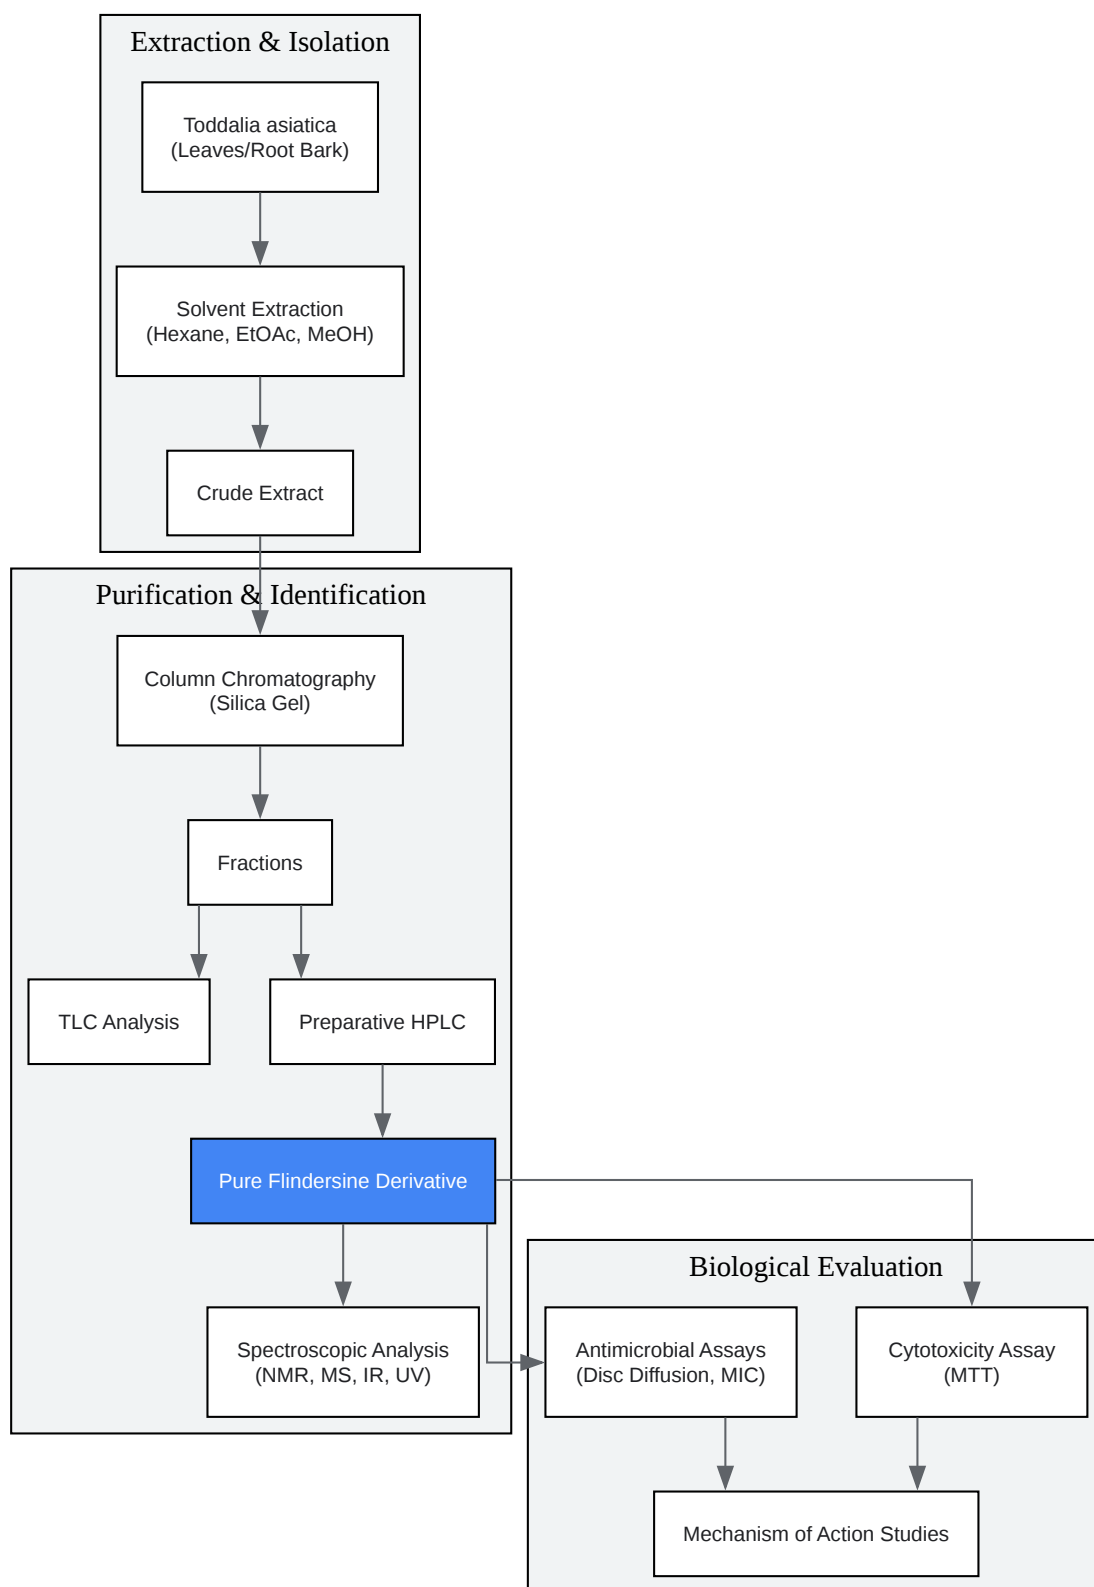 Extraction & Isolation
Toddalia asiatica
(Leaves/Root Bark)
Solvent Extraction
(Hexane, EtOAc, MeOH)
Crude Extract
Purification & Identification
Column Chromatography
(Silica Gel)
Fractions
TLC Analysis
Preparative HPLC
Pure Flindersine Derivative
Spectroscopic Analysis
(NMR, MS, IR, UV)
Biological Evaluation
Antimicrobial Assays
(Disc Diffusion, MIC)
Cytotoxicity Assay
(MTT)
Mechanism of Action Studies